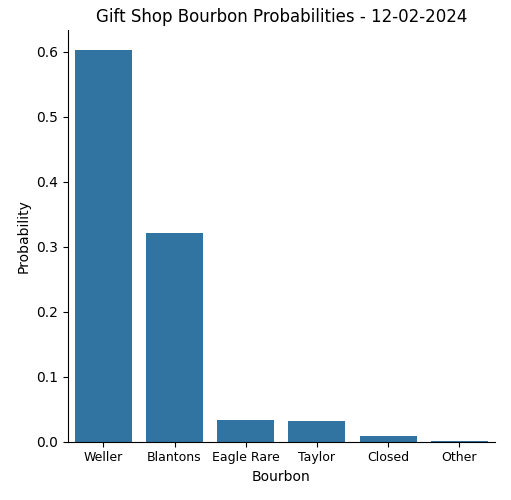 Gift Shop Bourbon Probabilities - 12-02-2024
0.6
0.5
0.4
0.3
0.2
0.1
0.0
Probability
Weller Blantons Eagle Rare Taylor Closed Other
Bourbon